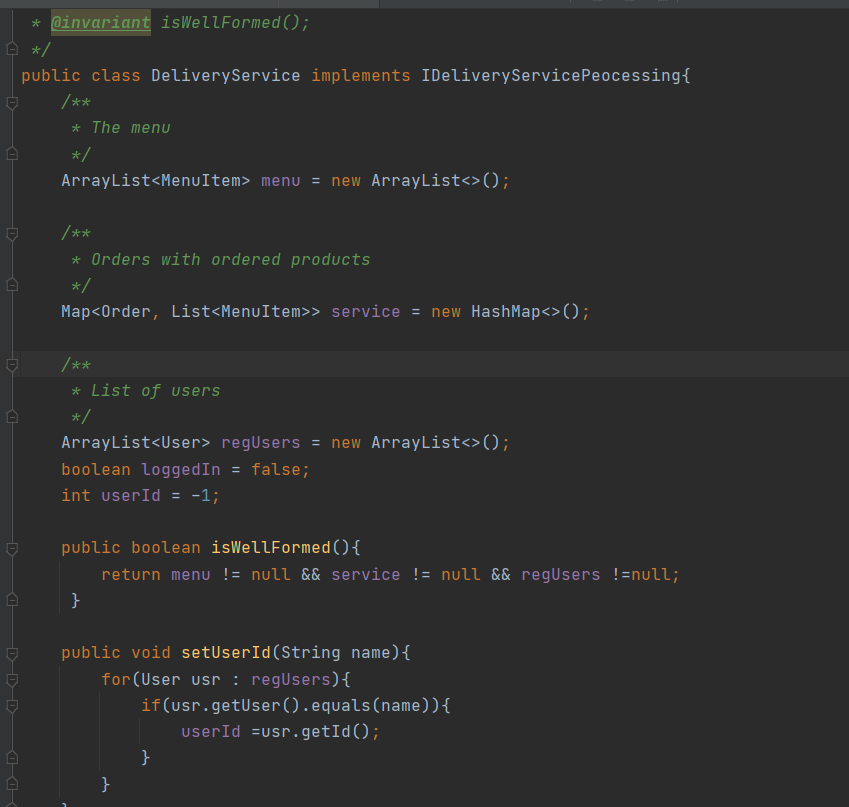 * @invariant isWellFormed();
*/
public class DeliveryService implements IDeliveryServicePeocessing{
/**
* The menu
*/
ArrayList<MenuItem> menu = new ArrayList<>();
/**
* Orders with ordered products
*/
Map<Order, List<MenuItem>> service = new HashMap<>();
/**
* List of users
*/
ArrayList<User> regUsers = new ArrayList<>();
boolean loggedIn = false;
int userId = -1;
public boolean isWellFormed(){
return menu != null && service != null && regUsers !=null;
}
public void setUserId(String name){
for(User usr : regUsers){
if(usr.getUser().equals(name)){
userId =usr.getId();
}
}
}